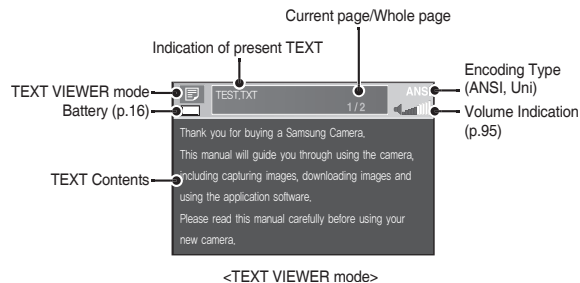 Current page/Whole page
Indication of present TEXT
Encoding Type
(ANSI, Uni)
TEXT VIEWER mode
Battery (p.16)
TEST.TXT
ANS
1 / 2
Volume Indication
(p.95)
TEXT Contents
Thank you for buying a Samsung Camera.
This manual will guide you through using the camera,
including capturing images, downloading images and
using the application software.
Please read this manual carefully before using your
new camera.
<TEXT VIEWER mode>